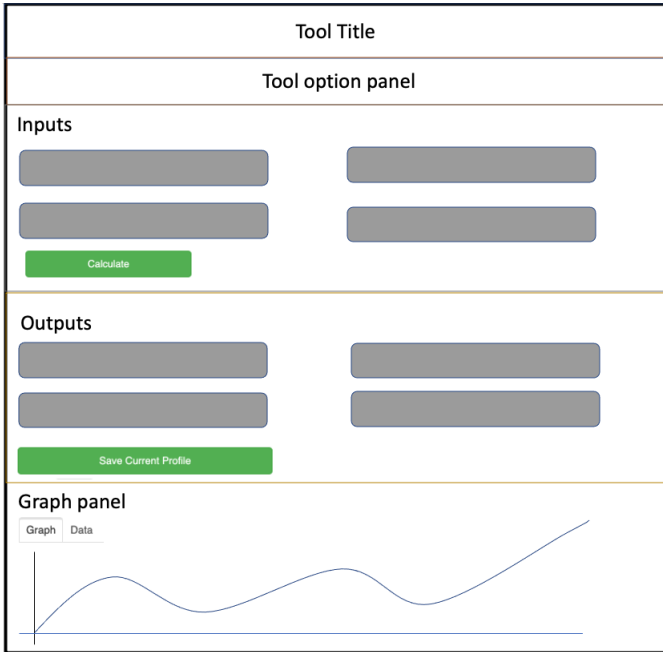 Tool Title
Tool option panel
Inputs
Calculate
Outputs
Save Current Profile
Graph panel
Graph Data